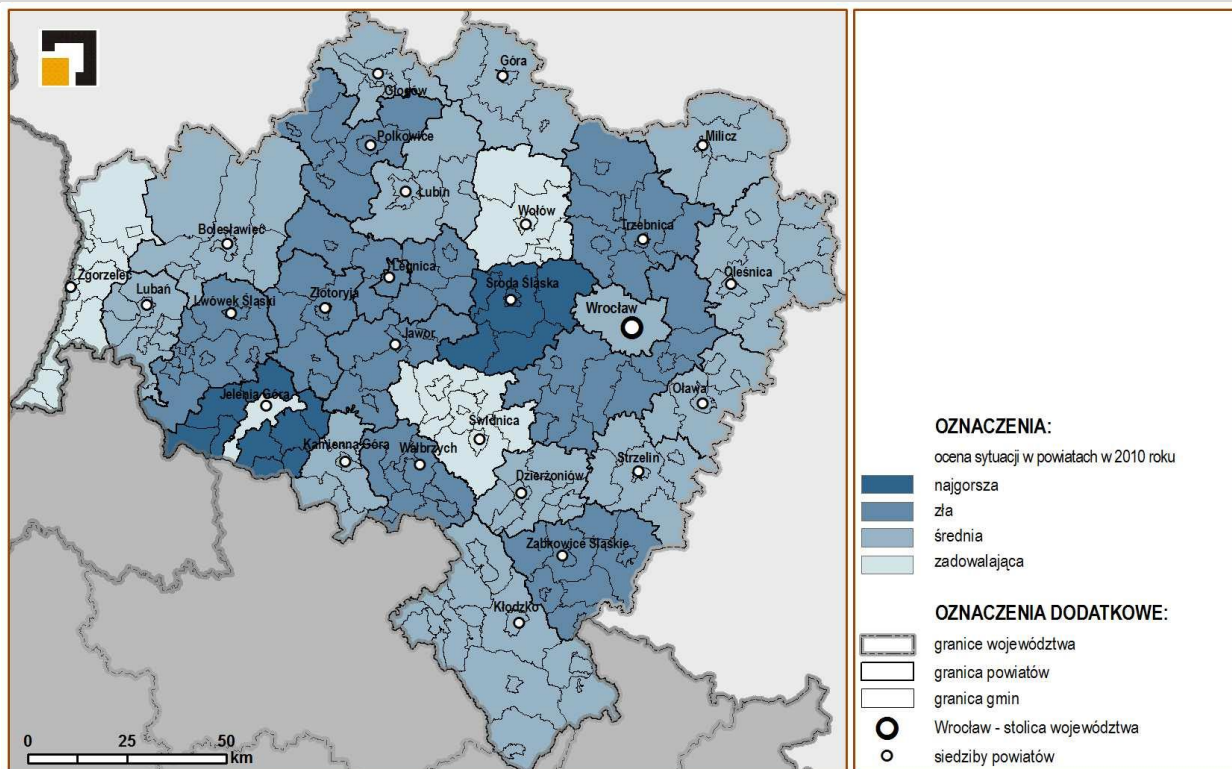 Góra
Głogów
Milicz
Polkowice
Lubin
Wołów
Trzebnica
Bolesławiec
Zgorzelec
Legnica
Oleśnica
Lubań
Lwówek Śląski
Złotoryja
Środa Śląska
Wrocław
Jawor
Jelenia Góra
Oława
Świdnica
Kamienna Góra
Wałbrzych
Strzelin
Dzierżoniów
Ząbkowice Śląskie
Kłodzko
0 25 50
km
OZNACZENIA:
ocena sytuacji w powiatach w 2010 roku
najgorsza
zła
średnia
zadowalająca
OZNACZENIA DODATKOWE:
granice województwa
granica powiatów
granica gmin
Wrocław - stolica województwa
siedziby powiatów